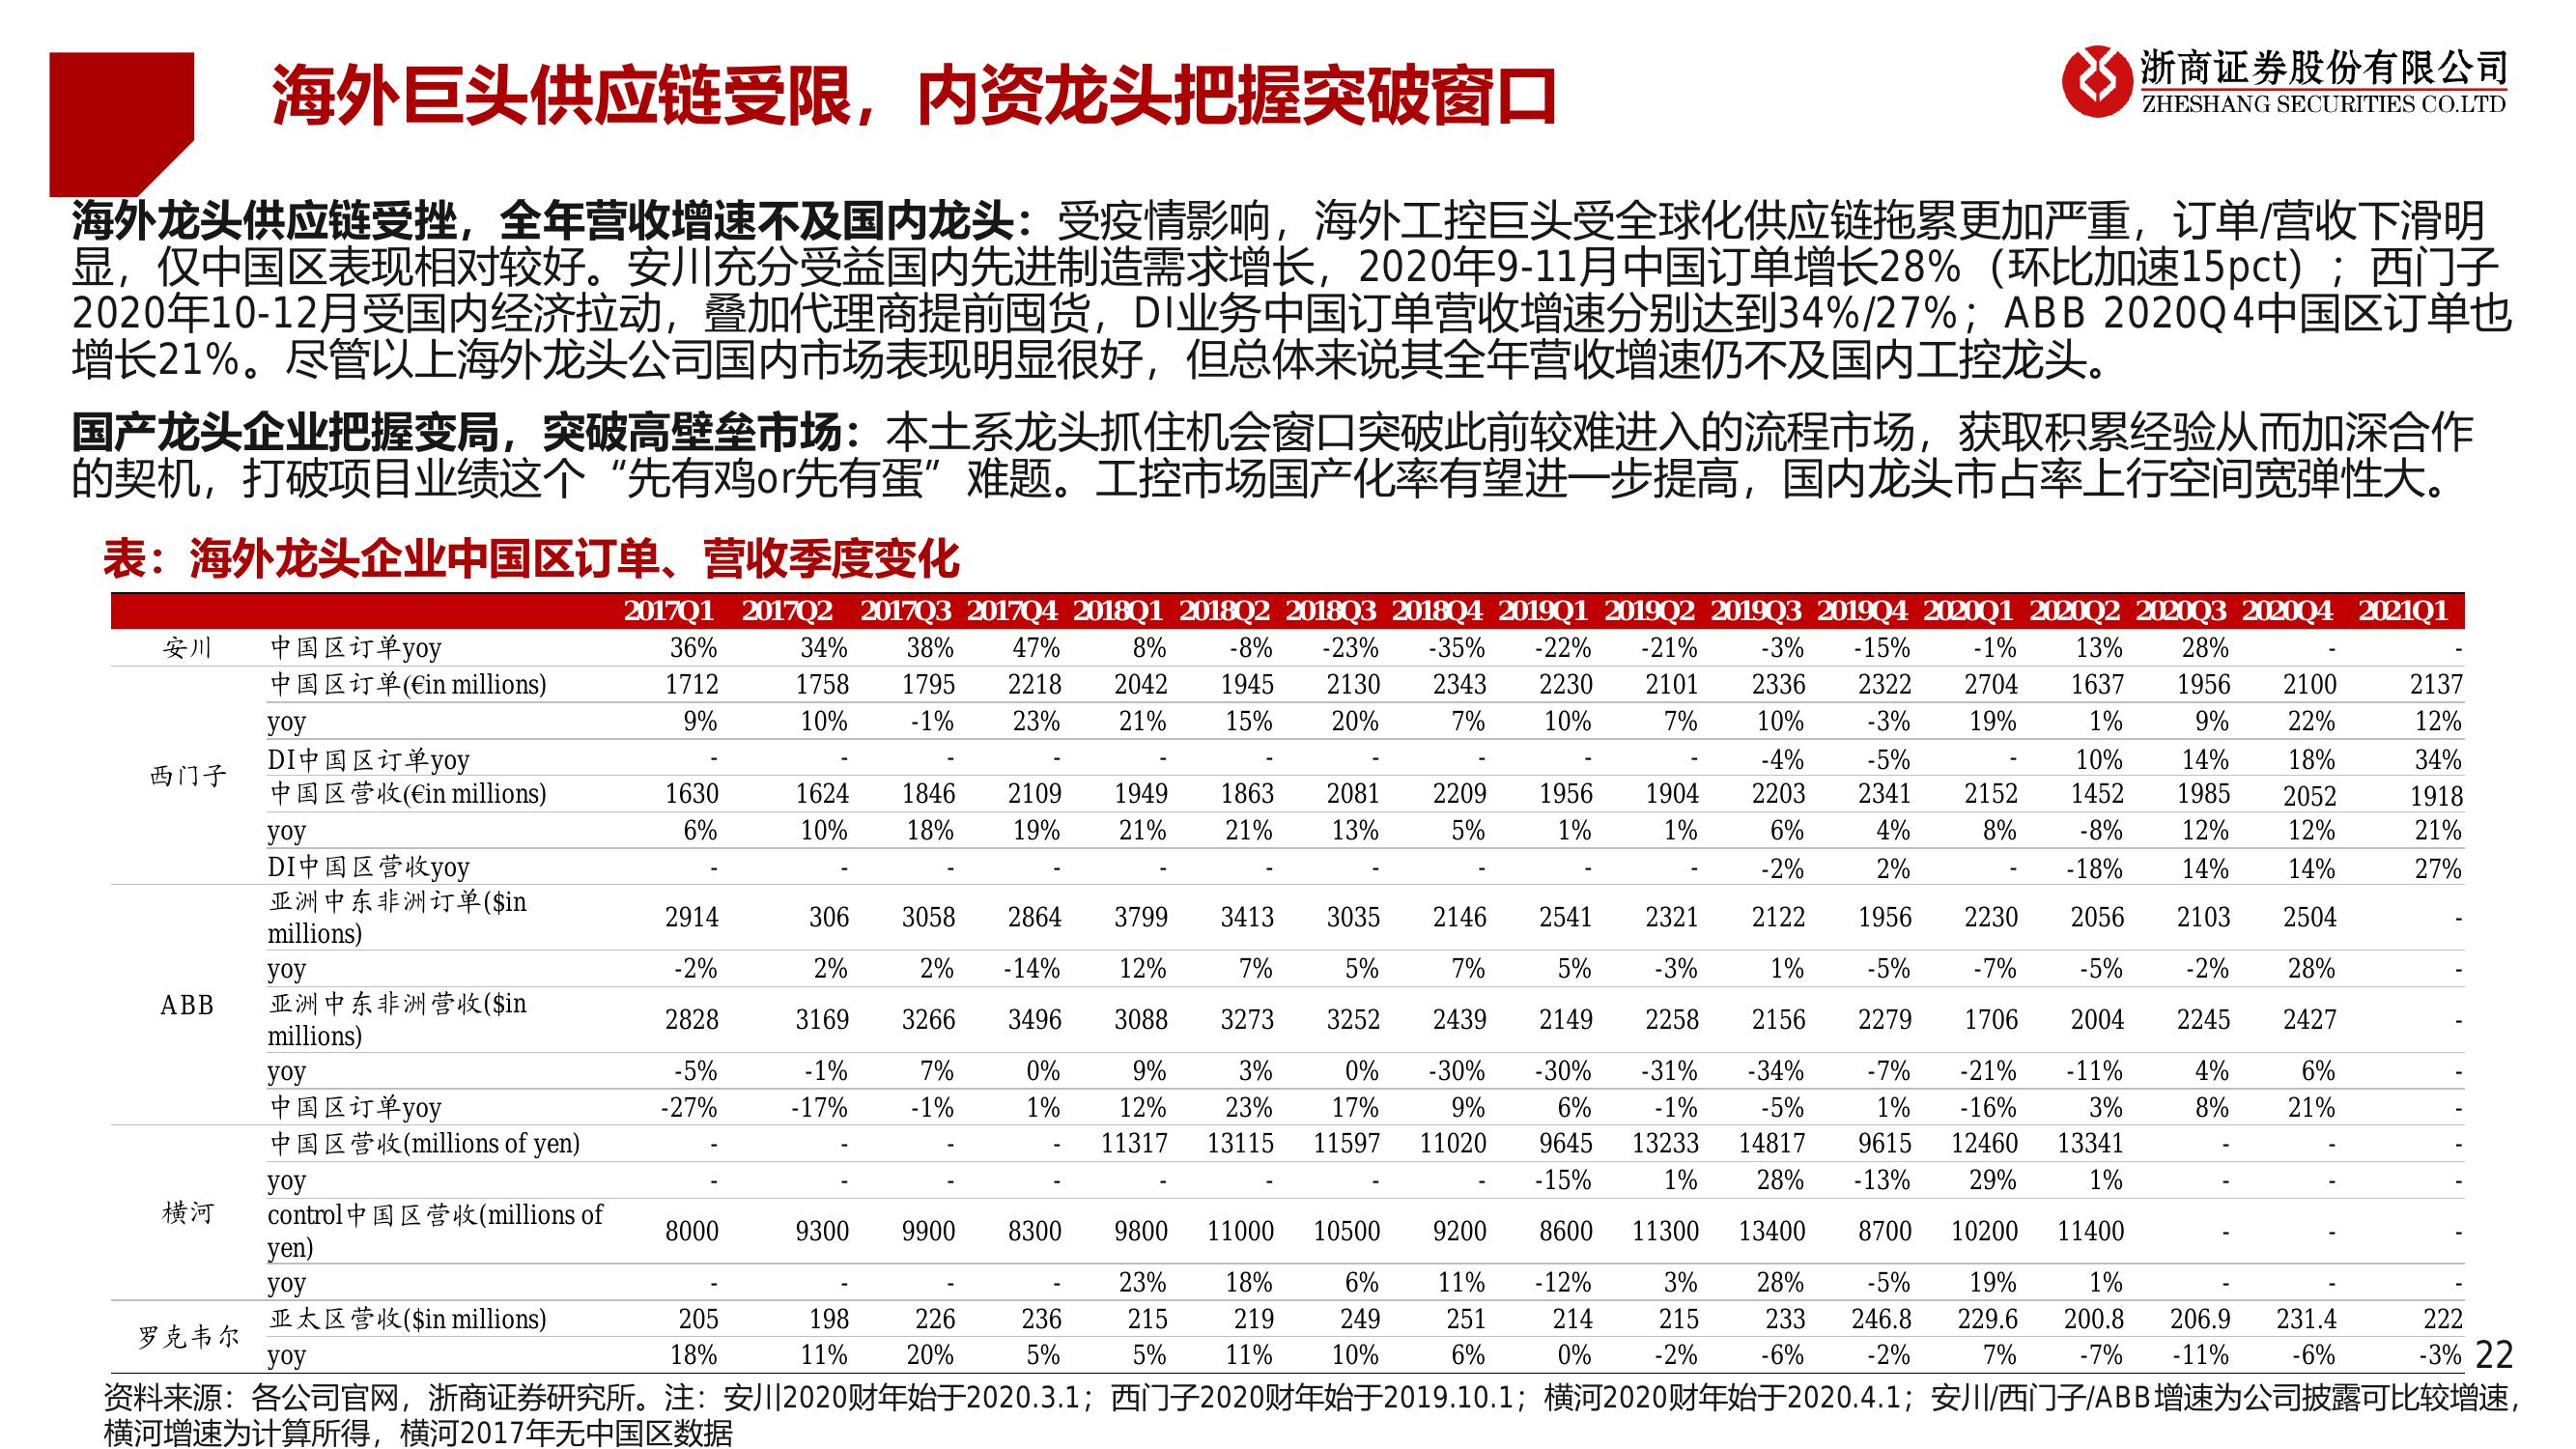 海外巨头供应链受限，内资龙头把握突破窗口
浙商证券股份有限公司
ZHESHANG SECURITIES CO.LTD
海外龙头供应链受挫，全年营收增速不及国内龙头：受疫情影响，海外工控巨头受全球化供应链拖累更加严重，订单/营收下滑明
显，仅中国区表现相对较好。安川充分受益国内先进制造需求增长，2020年9-11月中国订单增长28%（环比加速15pct）；西门子
2020年10-12月受国内经济拉动，叠加代理商提前囤货，DI业务中国订单营收增速分别达到34%/27%；ABB 2020Q4中国区订单也
增长21%。尽管以上海外龙头公司国内市场表现明显很好，但总体来说其全年营收增速仍不及国内工控龙头。
国产龙头企业把握变局，突破高壁垒市场：本土系龙头抓住机会窗口突破此前较难进入的流程市场，获取积累经验从而加深合作
的契机，打破项目业绩这个“先有鸡or先有蛋”难题。工控市场国产化率有望进一步提高，国内龙头市占率上行空间宽弹性大。
表：海外龙头企业中国区订单、营收季度变化
2017Q1 2017Q2 2017Q3 2017Q4 2018Q1 2018Q2 2018Q3 2018Q4 2019Q1 2019Q2 2019Q3 2019Q4 2020Q1 2020Q2 2020Q3 2020Q4 2021Q1
安川 中国区订单yoy 36% 34% 38% 47% 8% -8% -23% -35% -22% -21% -3% -15% -1% 13% 28% - -
西门子 中国区订单(€in millions) 1712 1758 1795 2218 2042 1945 2130 2343 2230 2101 2336 2322 2704 1637 1956 2100 2137
yoy 9% 10% -1% 23% 21% 15% 20% 7% 10% 7% 10% -3% 19% 1% 9% 22% 12%
DI中国区订单yoy - - - - - - - - - - -4% -5% - 10% 14% 18% 34%
中国区营收(€in millions) 1630 1624 1846 2109 1949 1863 2081 2209 1956 1904 2203 2341 2152 1452 1985 2052 1918
yoy 6% 10% 18% 19% 21% 21% 13% 5% 1% 1% 6% 4% 8% -8% 12% 12% 21%
DI中国区营收yoy - - - - - - - - - - -2% 2% - -18% 14% 14% 27%
ABB 亚洲中东非洲订单($in
millions) 2914 306 3058 2864 3799 3413 3035 2146 2541 2321 2122 1956 2230 2056 2103 2504 -
yoy -2% 2% 2% -14% 12% 7% 5% 7% 5% -3% 1% -5% -7% -5% -2% 28% -
亚洲中东非洲营收($in
millions) 2828 3169 3266 3496 3088 3273 3252 2439 2149 2258 2156 2279 1706 2004 2245 2427 -
yoy -5% -1% 7% 0% 9% 3% 0% -30% -30% -31% -34% -7% -21% -11% 4% 6% -
中国区订单yoy -27% -17% -1% 1% 12% 23% 17% 9% 6% -1% -5% 1% -16% 3% 8% 21% -
横河 中国区营收(millions of yen) - - - - 11317 13115 11597 11020 9645 13233 14817 9615 12460 13341 - - -
yoy - - - - - - - - -15% 1% 28% -13% 29% 1% - - -
control中国区营收(millions of
yen) 8000 9300 9900 8300 9800 11000 10500 9200 8600 11300 13400 8700 10200 11400 - - -
yoy - - - - 23% 18% 6% 11% -12% 3% 28% -5% 19% 1% - - -
罗克韦尔 亚太区营收($in millions) 205 198 226 236 215 219 249 251 214 215 233 246.8 229.6 200.8 206.9 231.4 222
yoy 18% 11% 20% 5% 5% 11% 10% 6% 0% -2% -6% -2% 7% -7% -11% -6% -3%
22
资料来源：各公司官网，浙商证券研究所。注：安川2020财年始于2020.3.1；西门子2020财年始于2019.10.1；横河2020财年始于2020.4.1；安川/西门子/ABB增速为公司披露可比较增速，
横河增速为计算所得，横河2017年无中国区数据